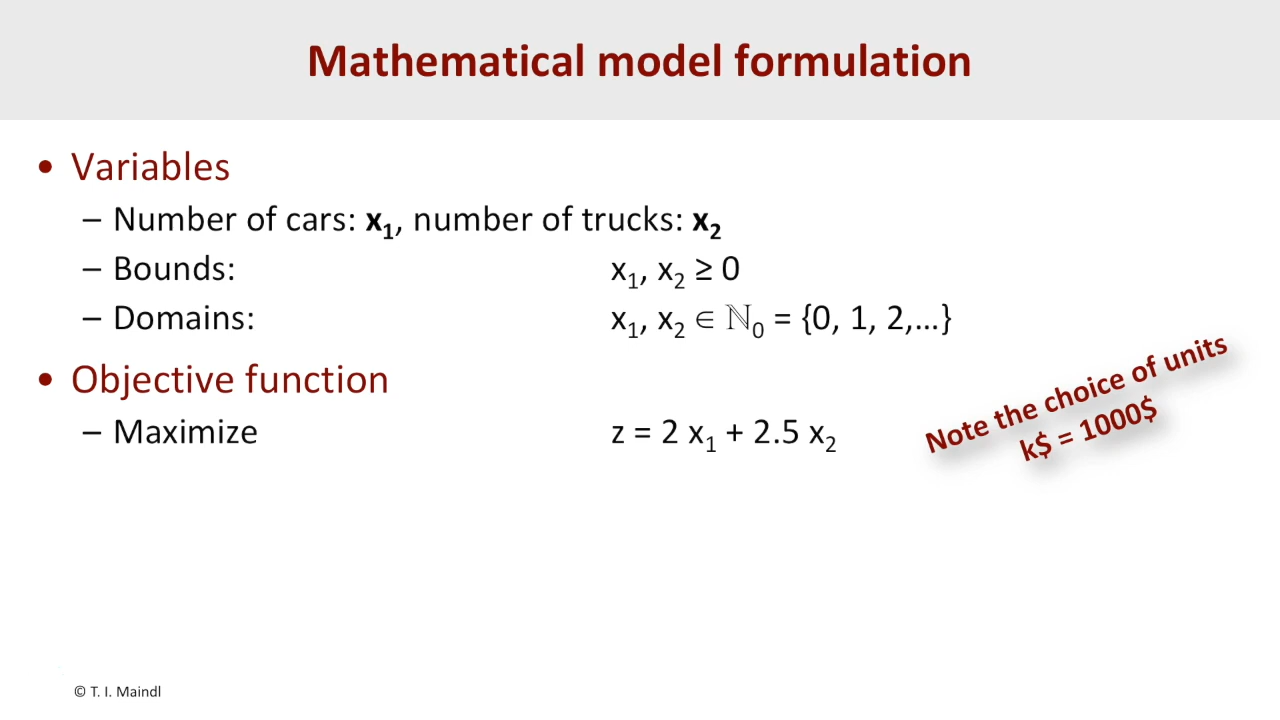 Mathematical model formulation
• Variables
– Number of cars: x₁, number of trucks: x₂
– Bounds: x₁, x₂ ≥ 0
– Domains: x₁, x₂ ∈ ℕ₀ = {0, 1, 2,...}
• Objective function
– Maximize z = 2 x₁ + 2.5 x₂
Note the choice of units
k$ = 1000$
© T. I. Maindl